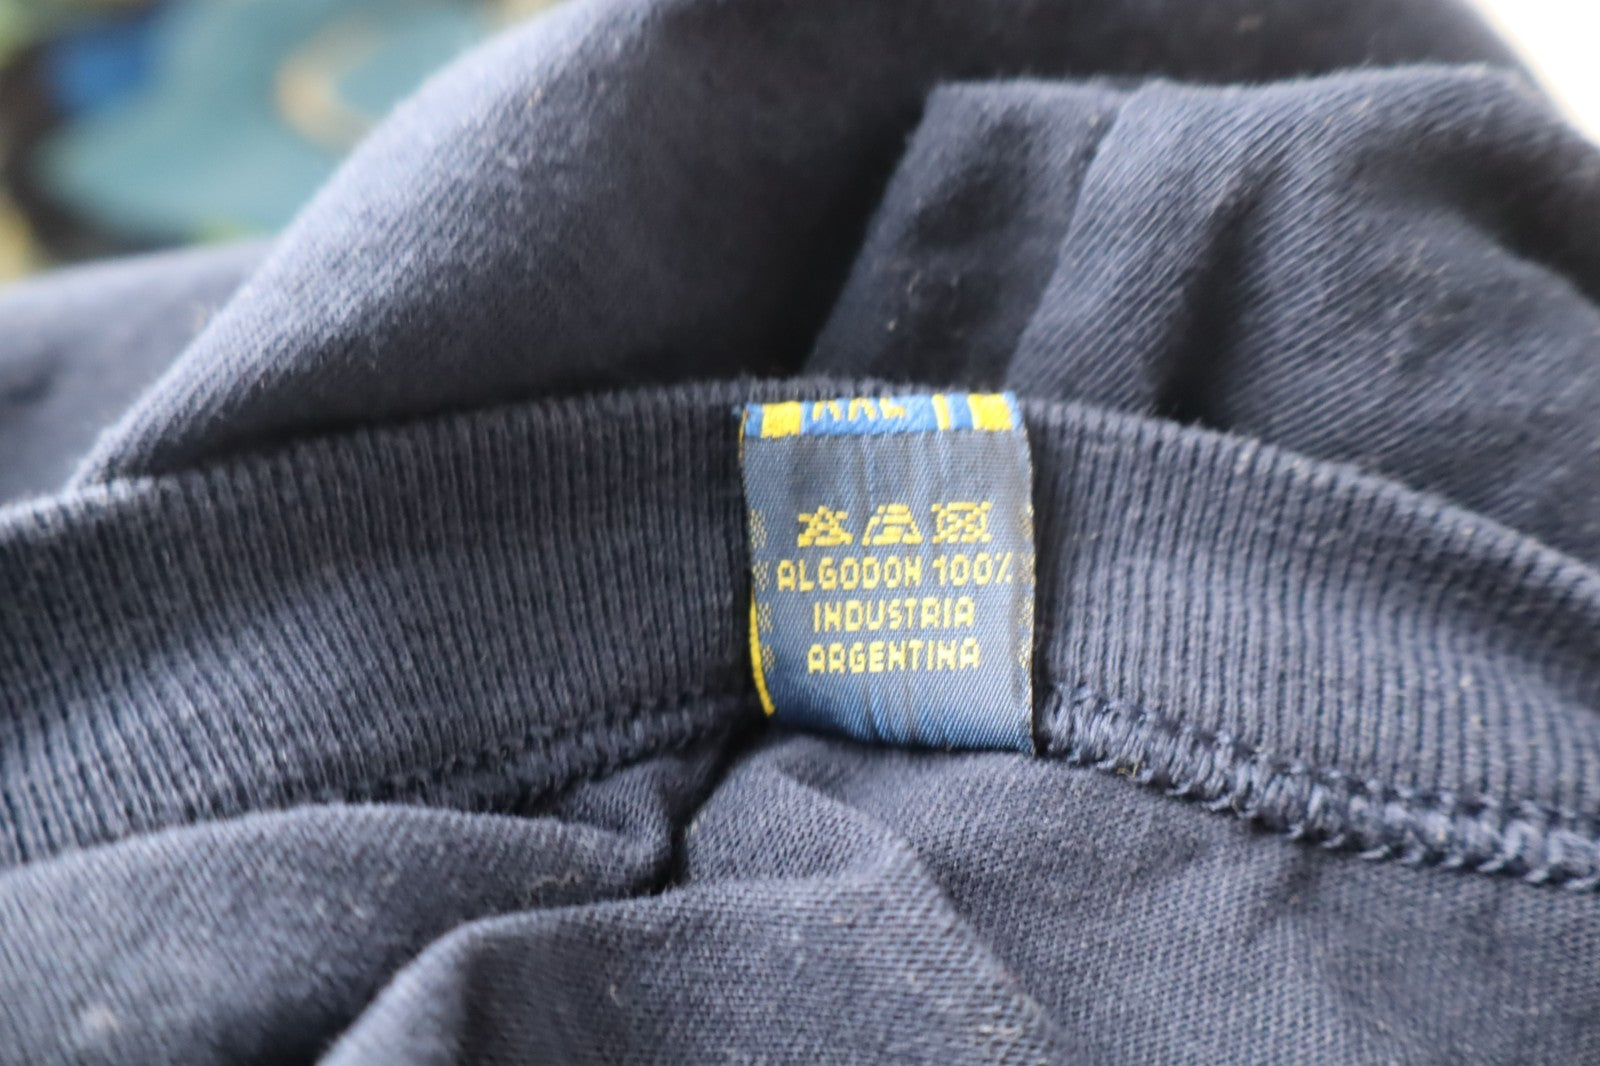 ALGODON 100%
INDUSTRIA
ARGENTINA